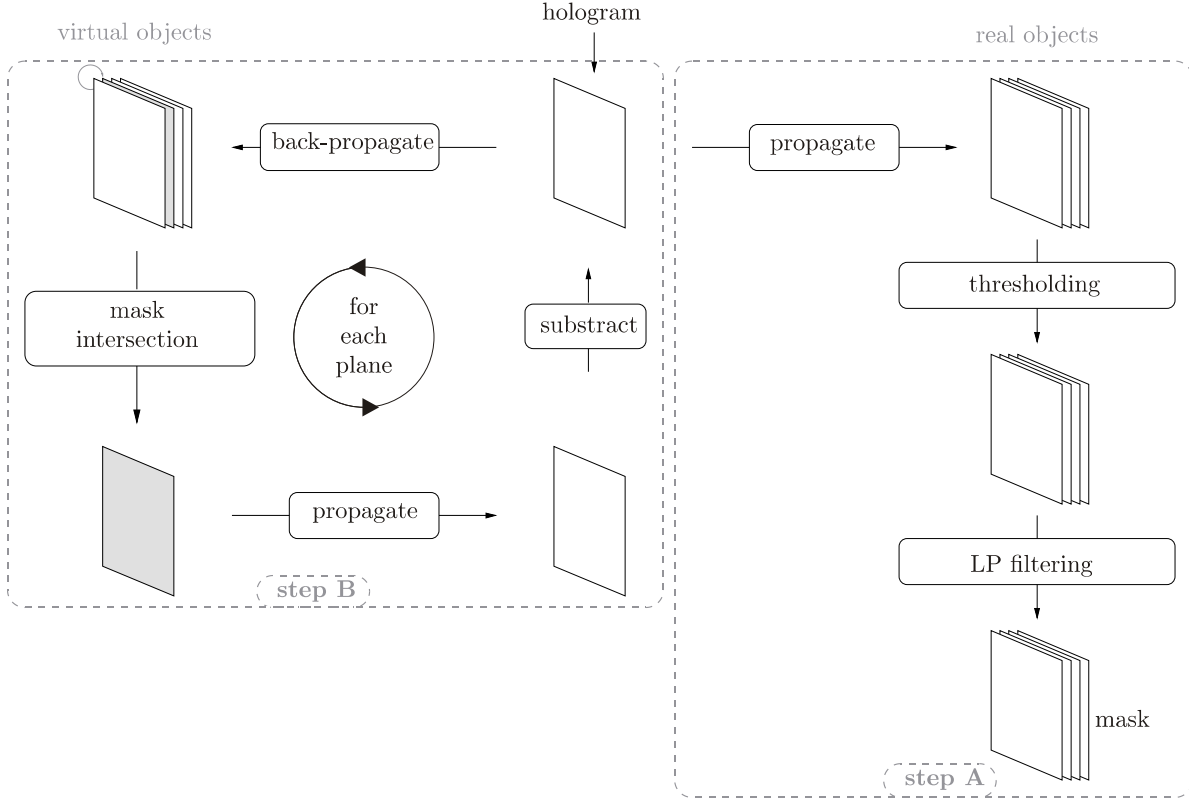 hologram
virtual objects
real objects
back-propagate
propagate
thresholding
mask
intersection
for
each
plane
substract
propagate
LP filtering
step B
mask
step A